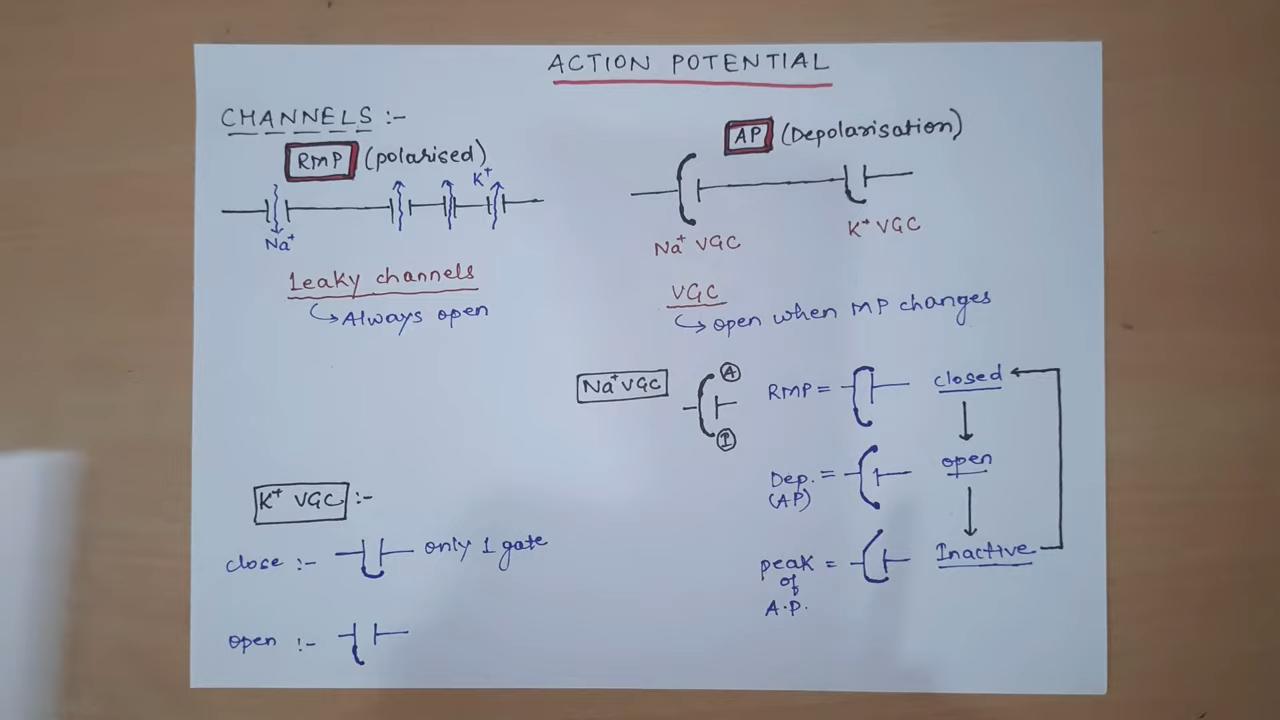 ACTION POTENTIAL
CHANNELS :-
RMP (polarised)
K+
Na+
Leaky channels
↳ Always open
AP (Depolarisation)
Na+ VGC
K+ VGC
VGC
↳ open when MP changes
Na+ VGC
A
I
RMP =
closed
Dep. =
(AP)
open
peak =
of
A.P.
Inactive
K+ VGC :-
close :-
only 1 gate
open :-